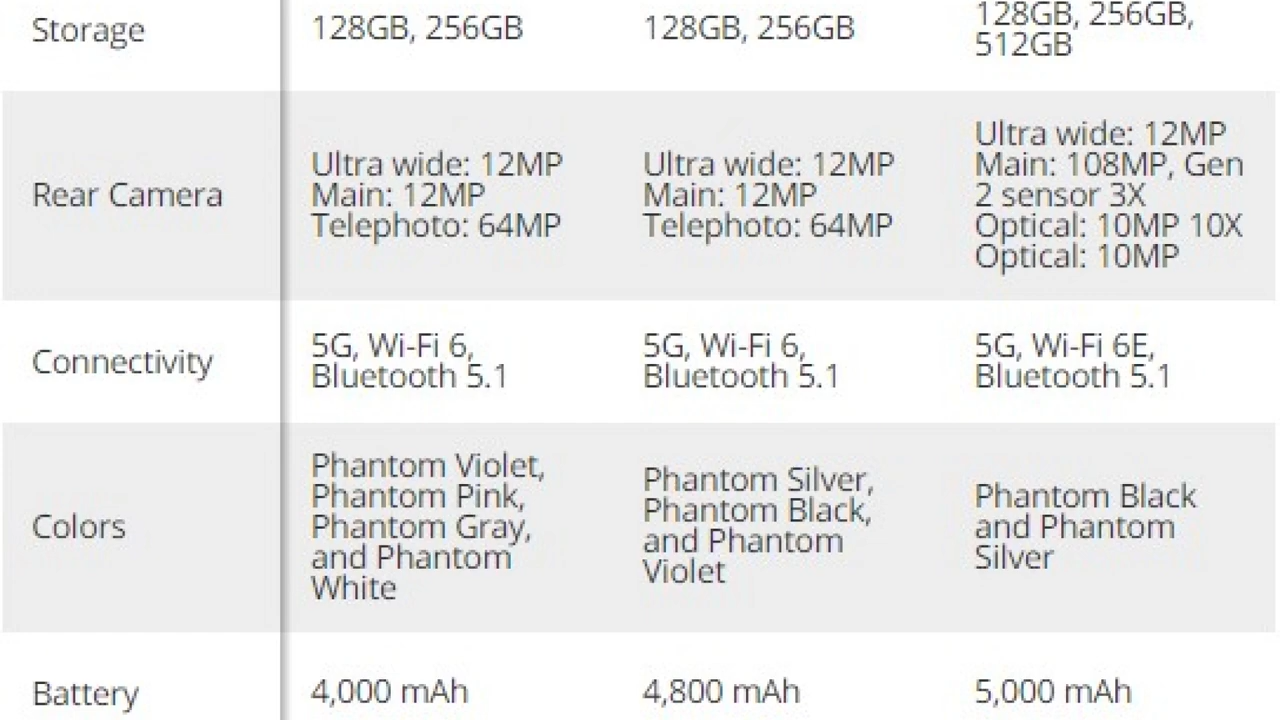 Storage
128GB, 256GB
128GB, 256GB
128GB, 256GB,
512GB
Rear Camera
Ultra wide: 12MP
Main: 12MP
Telephoto: 64MP
Ultra wide: 12MP
Main: 12MP
Telephoto: 64MP
Ultra wide: 12MP
Main: 108MP, Gen
2 sensor 3X
Optical: 10MP 10X
Optical: 10MP
Connectivity
5G, Wi-Fi 6,
Bluetooth 5.1
5G, Wi-Fi 6,
Bluetooth 5.1
5G, Wi-Fi 6E,
Bluetooth 5.1
Colors
Phantom Violet,
Phantom Pink,
Phantom Gray,
and Phantom
White
Phantom Silver,
Phantom Black,
and Phantom
Violet
Phantom Black
and Phantom
Silver
Battery
4,000 mAh
4,800 mAh
5,000 mAh